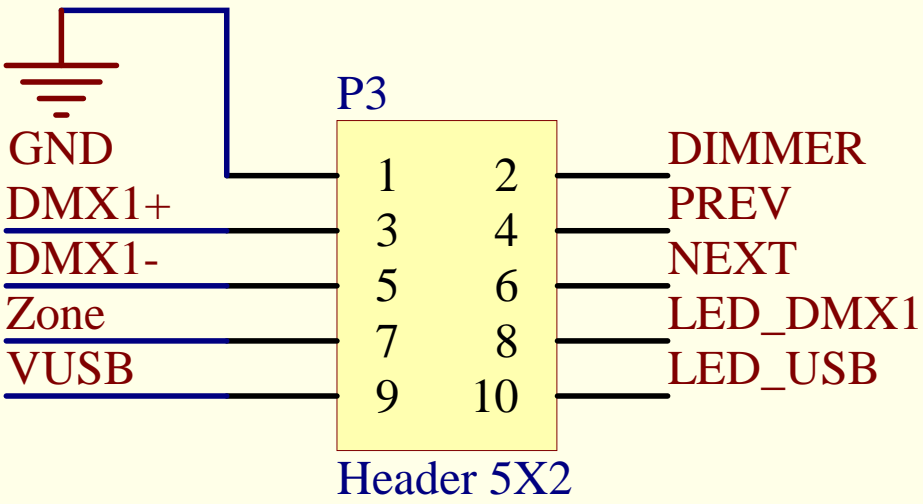 P3
GND
DIMMER
1 2
DMX1+
PREV
3 4
DMX1-
NEXT
5 6
Zone
LED_DMX1
7 8
VUSB
LED_USB
9 10
Header 5X2